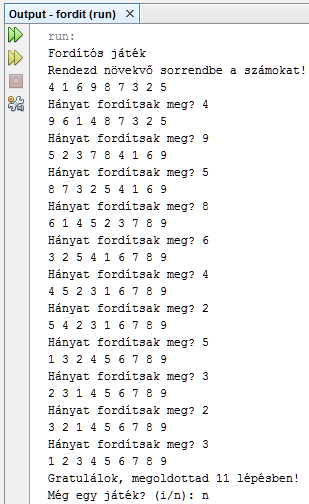 Output - fordit (run)
run:
Fordítós játék
Rendezd növekvő sorrendbe a számokat!
4 1 6 9 8 7 3 2 5
Hányat fordítsak meg? 4
9 6 1 4 8 7 3 2 5
Hányat fordítsak meg? 9
5 2 3 7 8 4 1 6 9
Hányat fordítsak meg? 5
8 7 3 2 5 4 1 6 9
Hányat fordítsak meg? 8
6 1 4 5 2 3 7 8 9
Hányat fordítsak meg? 6
3 2 5 4 1 6 7 8 9
Hányat fordítsak meg? 4
4 5 2 3 1 6 7 8 9
Hányat fordítsak meg? 2
5 4 2 3 1 6 7 8 9
Hányat fordítsak meg? 5
1 3 2 4 5 6 7 8 9
Hányat fordítsak meg? 3
2 3 1 4 5 6 7 8 9
Hányat fordítsak meg? 2
3 2 1 4 5 6 7 8 9
Hányat fordítsak meg? 3
1 2 3 4 5 6 7 8 9
Gratulálok, megoldottad 11 lépésben!
Még egy játék? (i/n): n